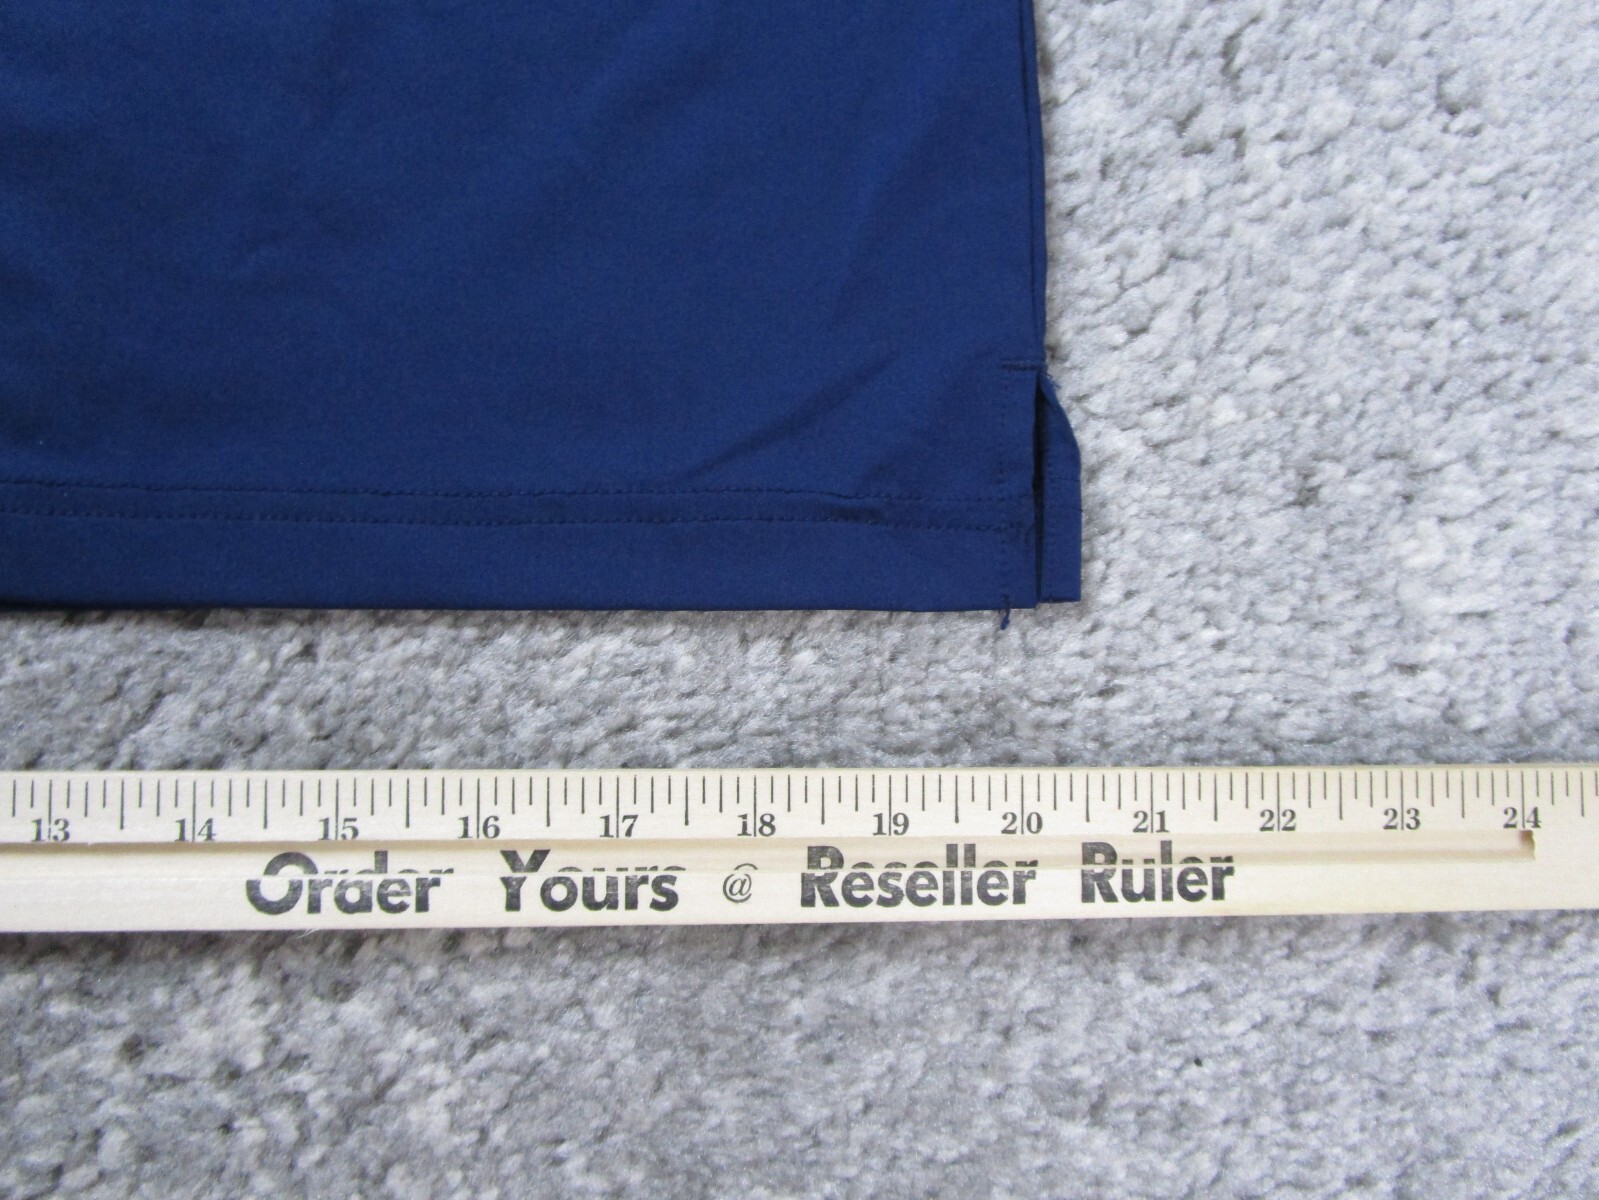 13 14 15 16 17 18 19 20 21 22 23 24
Order Yours @ Reseller Ruler